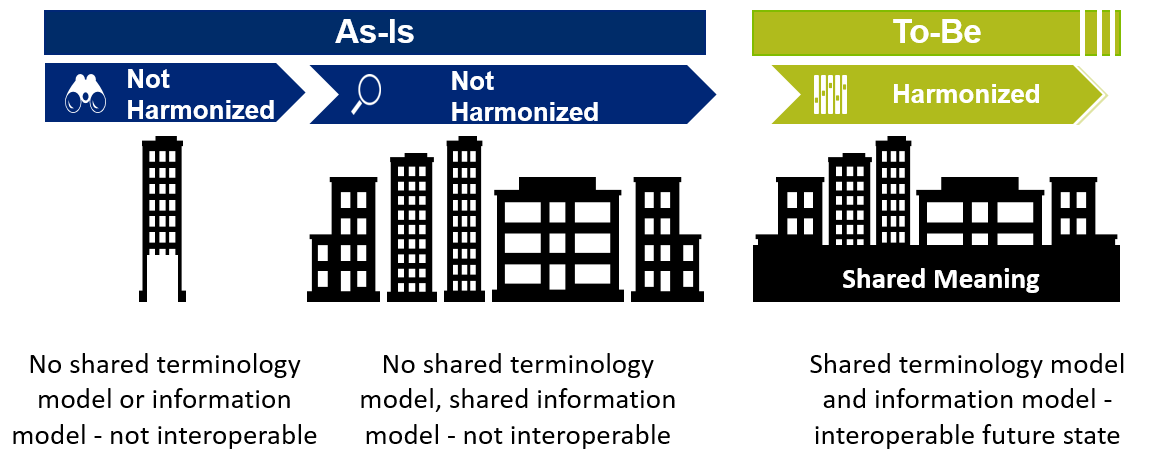 As-Is
To-Be
Not
Harmonized
Not
Harmonized
Harmonized
Shared Meaning
No shared terminology
model or information
model - not interoperable
No shared terminology
model, shared information
model - not interoperable
Shared terminology model
and information model -
interoperable future state